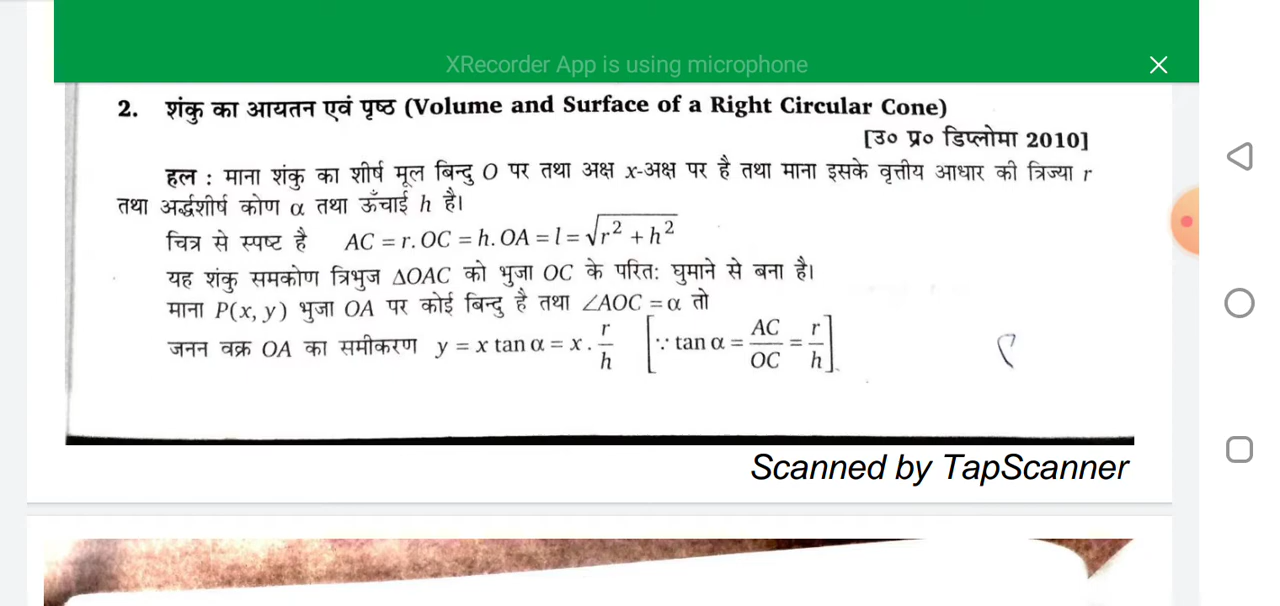 XRecorder App is using microphone
2. शंकु का आयतन एवं पृष्ठ (Volume and Surface of a Right Circular Cone)
[उ० प्र० डिप्लोमा 2010]
हल : माना शंकु का शीर्ष मूल बिन्दु O पर तथा अक्ष x-अक्ष पर है तथा माना इसके वृत्तीय आधार की त्रिज्या r
तथा अर्द्धशीर्ष कोण α तथा ऊँचाई h है।
चित्र से स्पष्ट है AC = r. OC = h. OA = l = √r² + h²
यह शंकु समकोण त्रिभुज ΔOAC को भुजा OC के परित: घुमाने से बना है।
माना P(x, y) भुजा OA पर कोई बिन्दु है तथा ∠AOC = α तो
जनन वक्र OA का समीकरण y = x tan α = x . r/h [∵ tan α = AC/OC = r/h]
Scanned by TapScanner